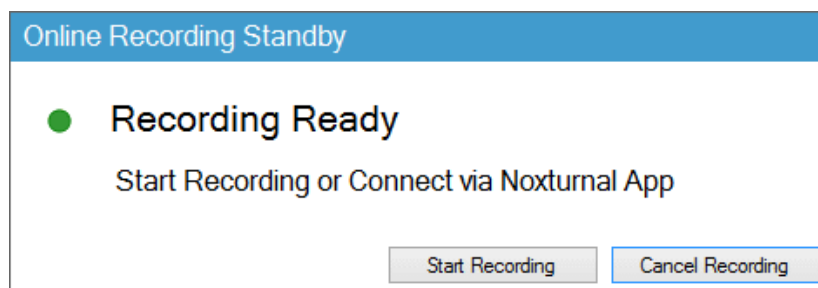 Online Recording Standby
Recording Ready
Start Recording or Connect via Noxturnal App
Start Recording Cancel Recording